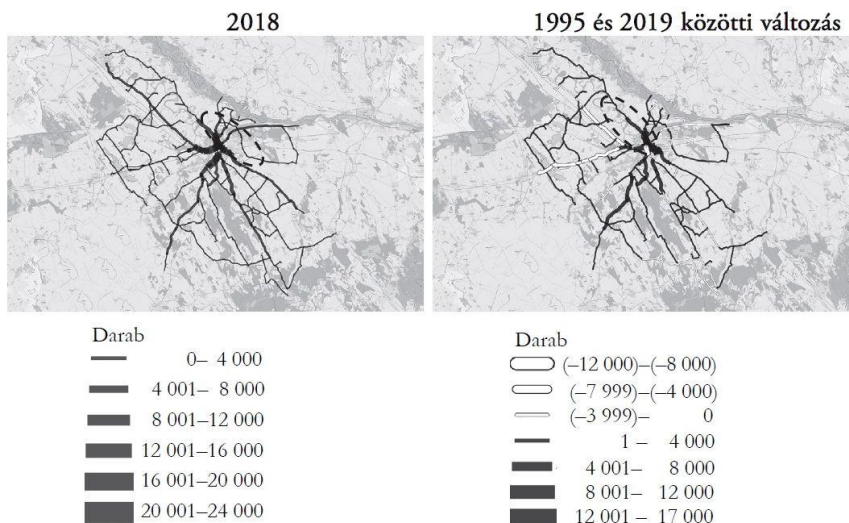 2018
1995 és 2019 közötti változás
Darab
0– 4 000
4 001– 8 000
8 001–12 000
12 001–16 000
16 001–20 000
20 001–24 000
Darab
(–12 000)–(–8 000)
(–7 999)–(–4 000)
(–3 999)– 0
1 – 4 000
4 001– 8 000
8 001– 12 000
12 001– 17 000